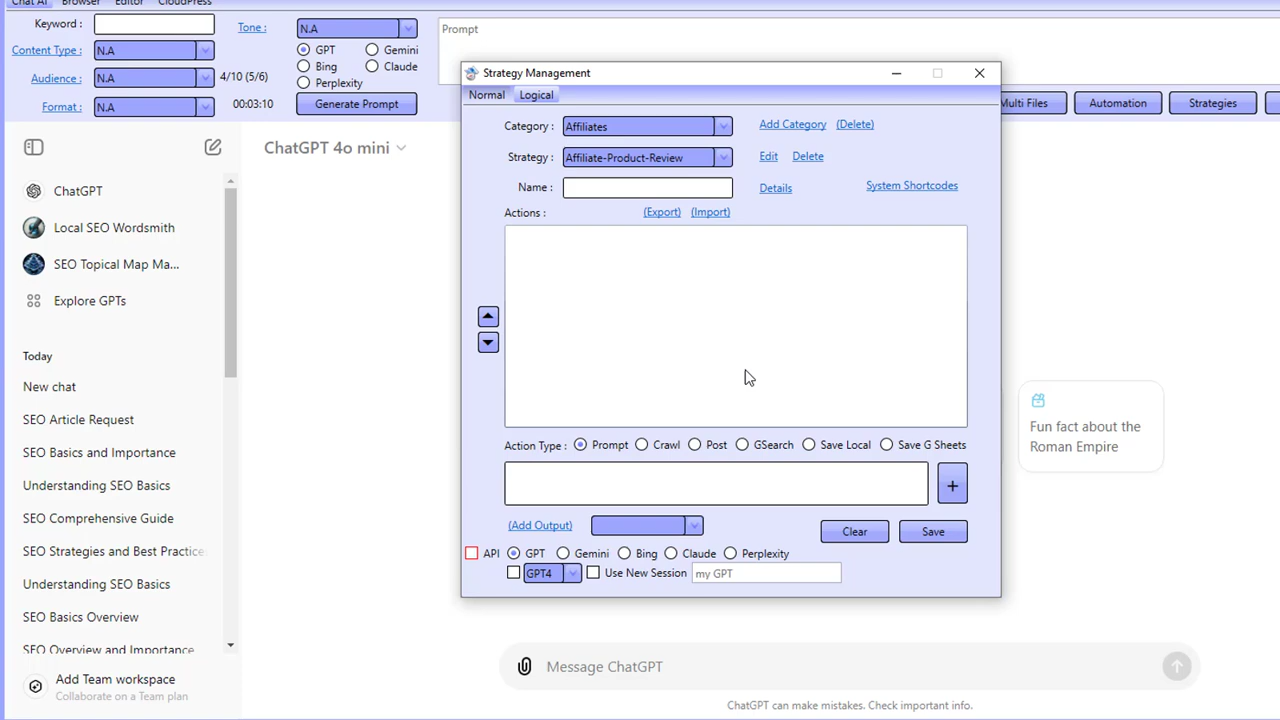 Chat AI Browser Editor CloudPress
Keyword :
Tone :
N.A
Prompt
Content Type :
N.A
GPT
Gemini
Bing
Claude
Audience :
N.A
4/10 (5/6)
Perplexity
Format :
N.A
00:03:10
Generate Prompt
Multi Files
Automation
Strategies
Strategy Management
Normal
Logical
Category :
Affiliates
Add Category
(Delete)
Strategy :
Affiliate-Product-Review
Edit
Delete
Name :
Details
System Shortcodes
Actions :
(Export)
(Import)
Action Type :
Prompt
Crawl
Post
GSearch
Save Local
Save G Sheets
+
(Add Output)
Clear
Save
API
GPT
Gemini
Bing
Claude
Perplexity
GPT4
Use New Session
my GPT
ChatGPT 4o mini
ChatGPT
Local SEO Wordsmith
SEO Topical Map Ma...
Explore GPTs
Today
New chat
SEO Article Request
SEO Basics and Importance
Understanding SEO Basics
SEO Comprehensive Guide
SEO Strategies and Best Practice
Understanding SEO Basics
SEO Basics Overview
SEO Overview and Importance
Add Team workspace
Collaborate on a Team plan
Fun fact about the
Roman Empire
Message ChatGPT
ChatGPT can make mistakes. Check important info.